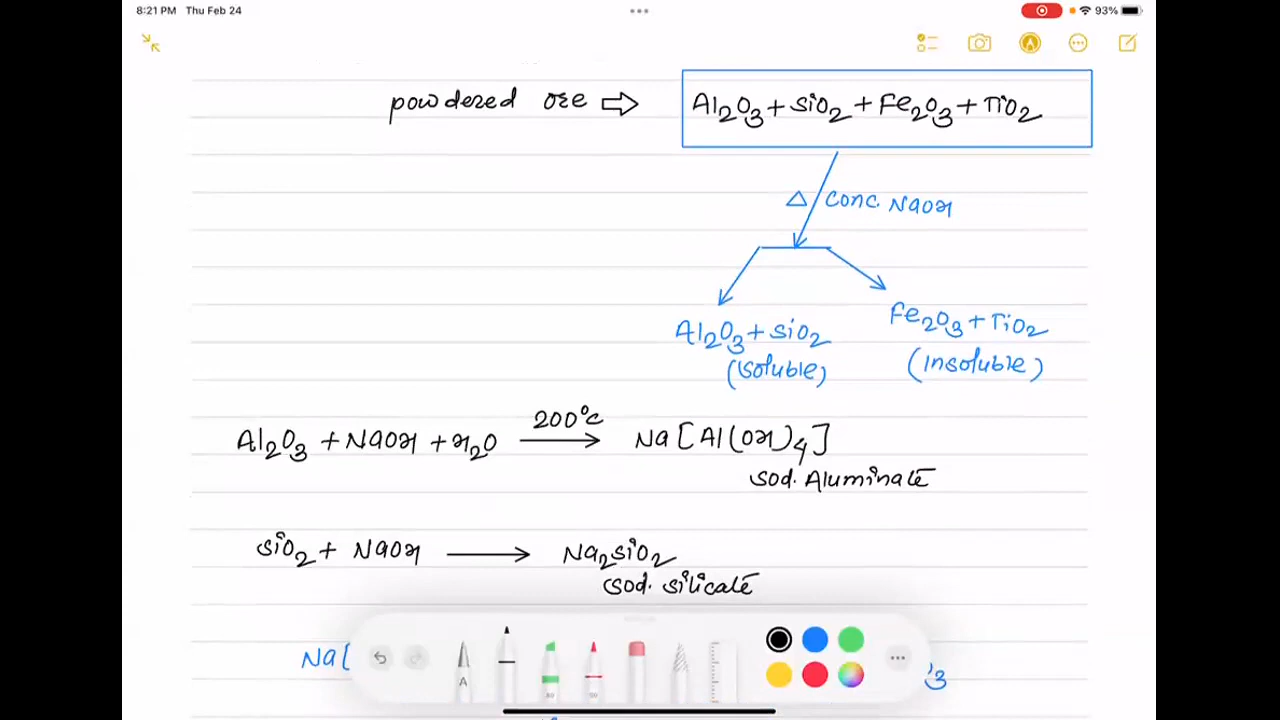 8:21 PM Thu Feb 24
93%
powdered ore ⇨ Al2O3 + SiO2 + Fe2O3 + TiO2
Δ Conc. NaOH
Al2O3 + SiO2
(Soluble)
Fe2O3 + TiO2
(Insoluble)
200°C
Al2O3 + NaOH + H2O → Na[Al(OH)4]
Sod. Aluminate
SiO2 + NaOH → Na2SiO2
Sod. silicate
Na[
3
A
80
50